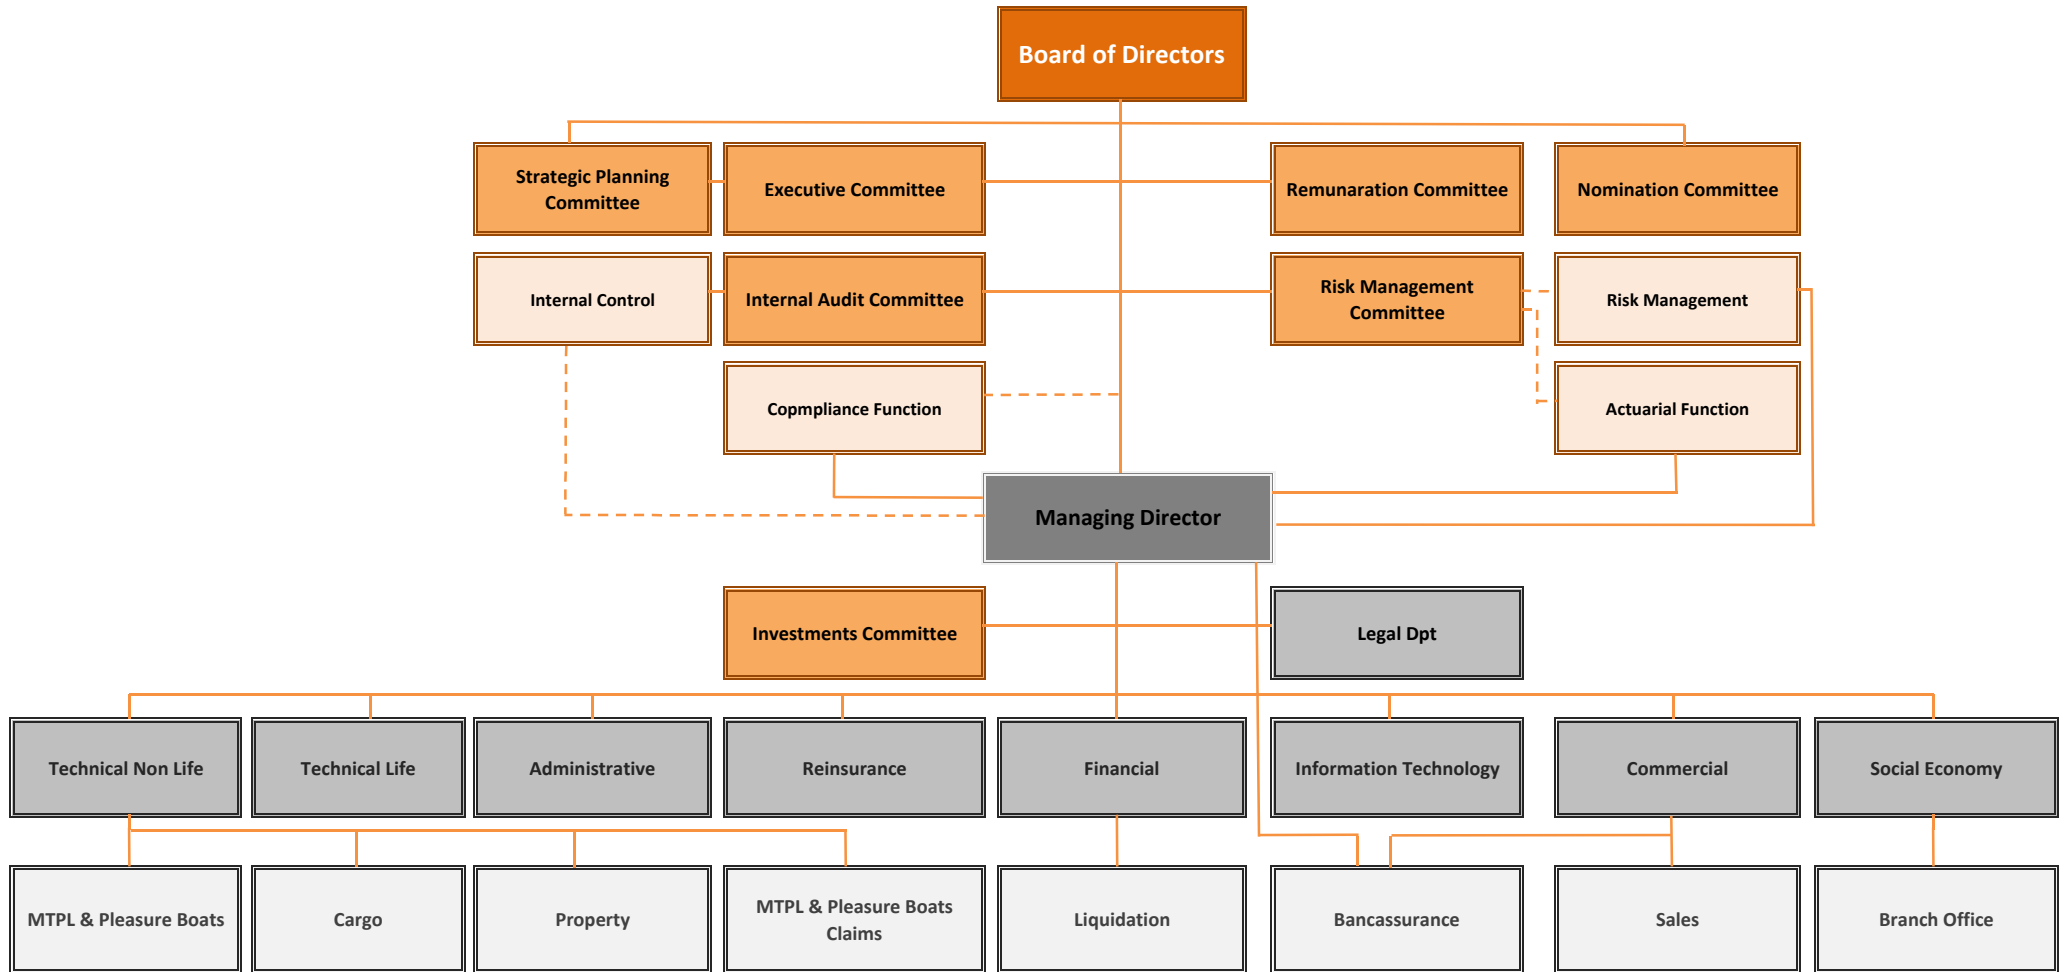 Board of Directors
Strategic Planning
Committee
Executive Committee
Remunaration Committee
Nomination Committee
Internal Control
Internal Audit Committee
Risk Management
Committee
Risk Management
Copmpliance Function
Actuarial Function
Managing Director
Investments Committee
Legal Dpt
Technical Non Life
Technical Life
Administrative
Reinsurance
Financial
Information Technology
Commercial
Social Economy
MTPL & Pleasure Boats
Cargo
Property
MTPL & Pleasure Boats
Claims
Liquidation
Bancassurance
Sales
Branch Office